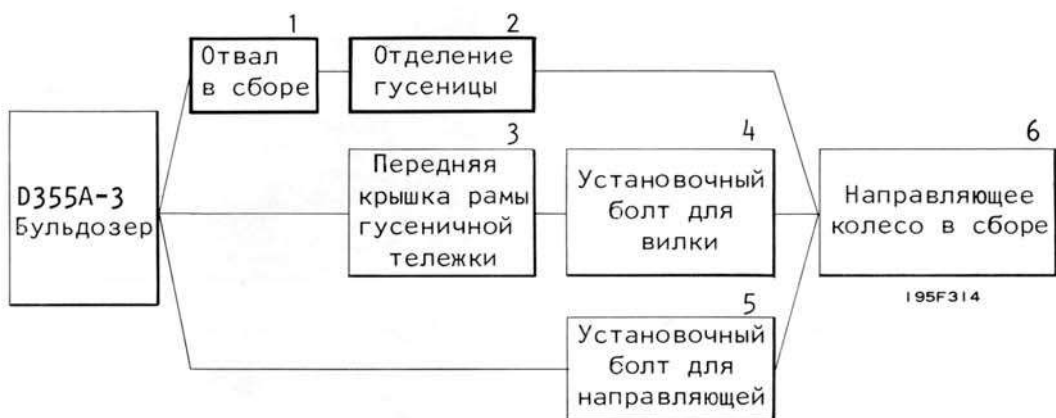 1
Отвал
в сборе
2
Отделение
гусеницы
D355A-3
Бульдозер
3
Передняя
крышка рамы
гусеничной
тележки
4
Установочный
болт для
вилки
5
Установочный
болт для
направляющей
6
Направляющее
колесо в сборе
195F314